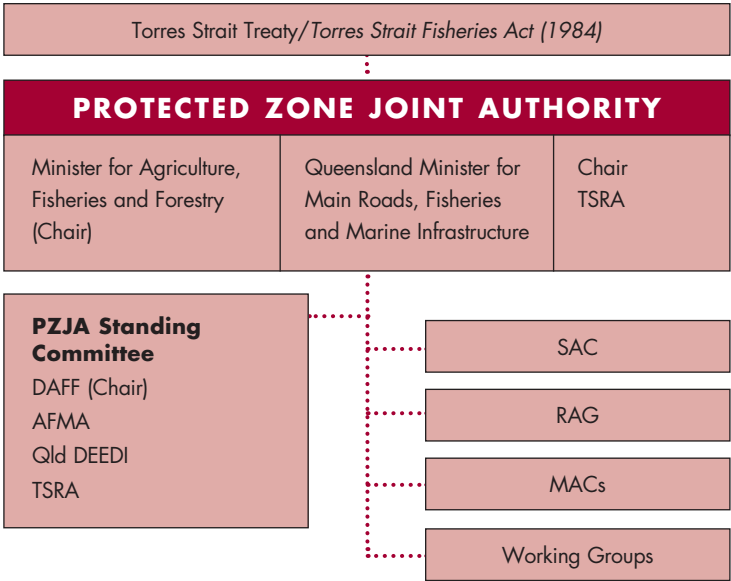 Torres Strait Treaty/Torres Strait Fisheries Act (1984)
PROTECTED ZONE JOINT AUTHORITY
Minister for Agriculture,
Fisheries and Forestry
(Chair)
Queensland Minister for
Main Roads, Fisheries
and Marine Infrastructure
Chair
TSRA
PZJA Standing
Committee
DAFF (Chair)
AFMA
Qld DEEDI
TSRA
SAC
RAG
MACs
Working Groups